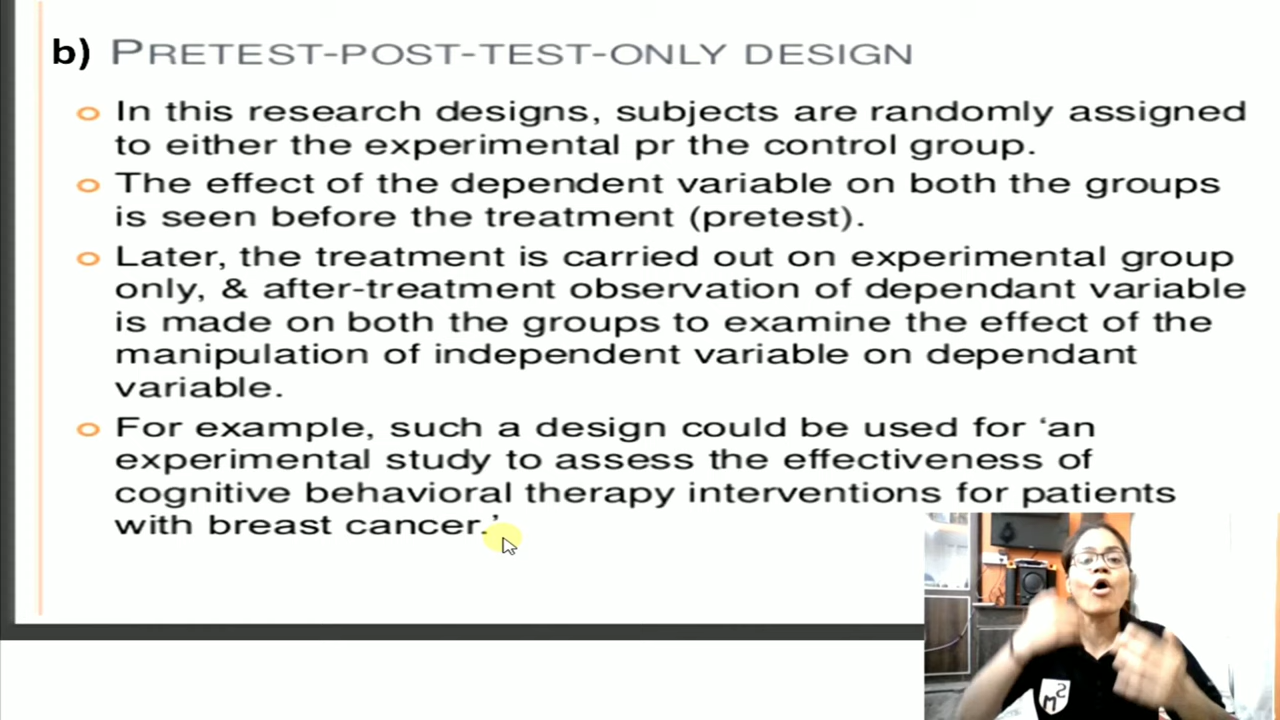 b) PRETEST-POST-TEST-ONLY DESIGN
In this research designs, subjects are randomly assigned
to either the experimental pr the control group.
The effect of the dependent variable on both the groups
is seen before the treatment (pretest).
Later, the treatment is carried out on experimental group
only, & after-treatment observation of dependant variable
is made on both the groups to examine the effect of the
manipulation of independent variable on dependant
variable.
For example, such a design could be used for ‘an
experimental study to assess the effectiveness of
cognitive behavioral therapy interventions for patients
with breast cancer.’
M2